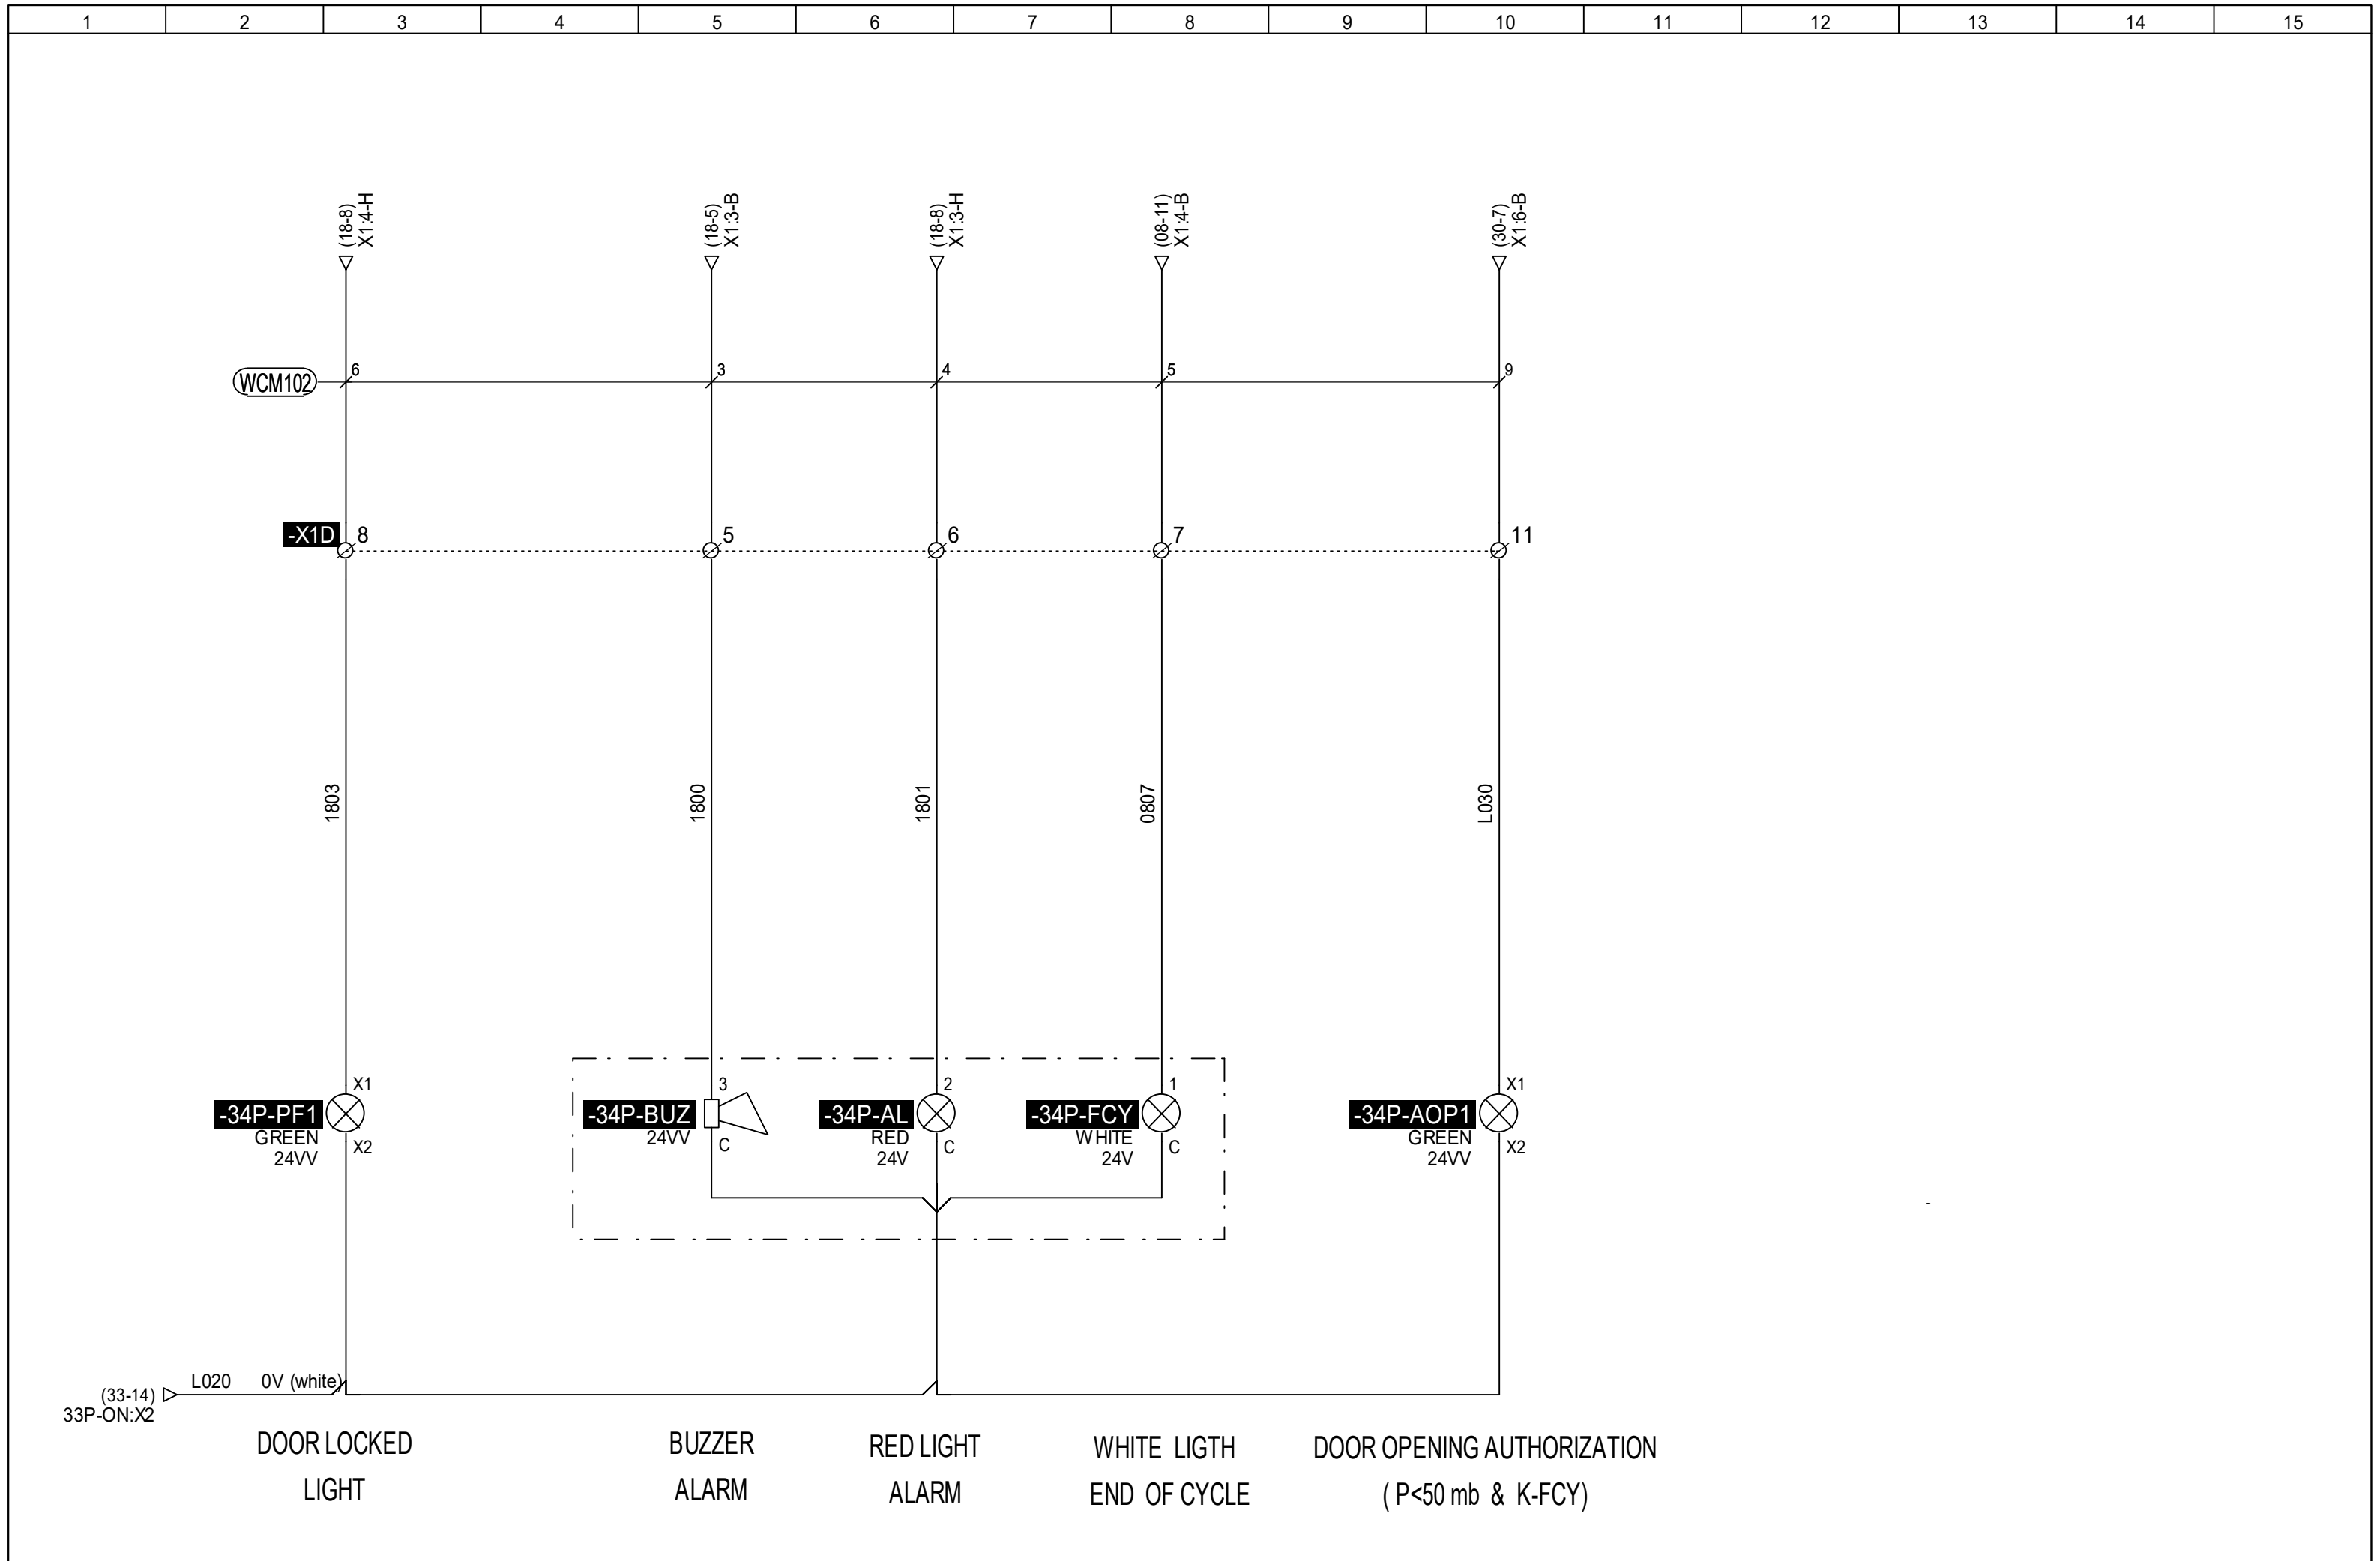 1 2 3 4 5 6 7 8 9 10 11 12 13 14 15
(18-8)
X1:4-H
(18-5)
X1:3-B
(18-8)
X1:3-H
(08-11)
X1:4-B
(30-7)
X1:6-B
WCM102 6 3 4 5 9
-X1D 8 5 6 7 11
1803 1800 1801 0807 L030
X1 3 2 1 X1
-34P-PF1 -34P-BUZ -34P-AL -34P-FCY -34P-AOP1
GREEN 24VV RED WHITE GREEN
X2 C C C X2
24VV 24V 24V 24VV
-
L020 0V (white)
(33-14)
33P-ON:X2
DOOR LOCKED BUZZER RED LIGHT WHITE LIGTH DOOR OPENING AUTHORIZATION
LIGHT ALARM ALARM END OF CYCLE ( P<50 mb & K-FCY)